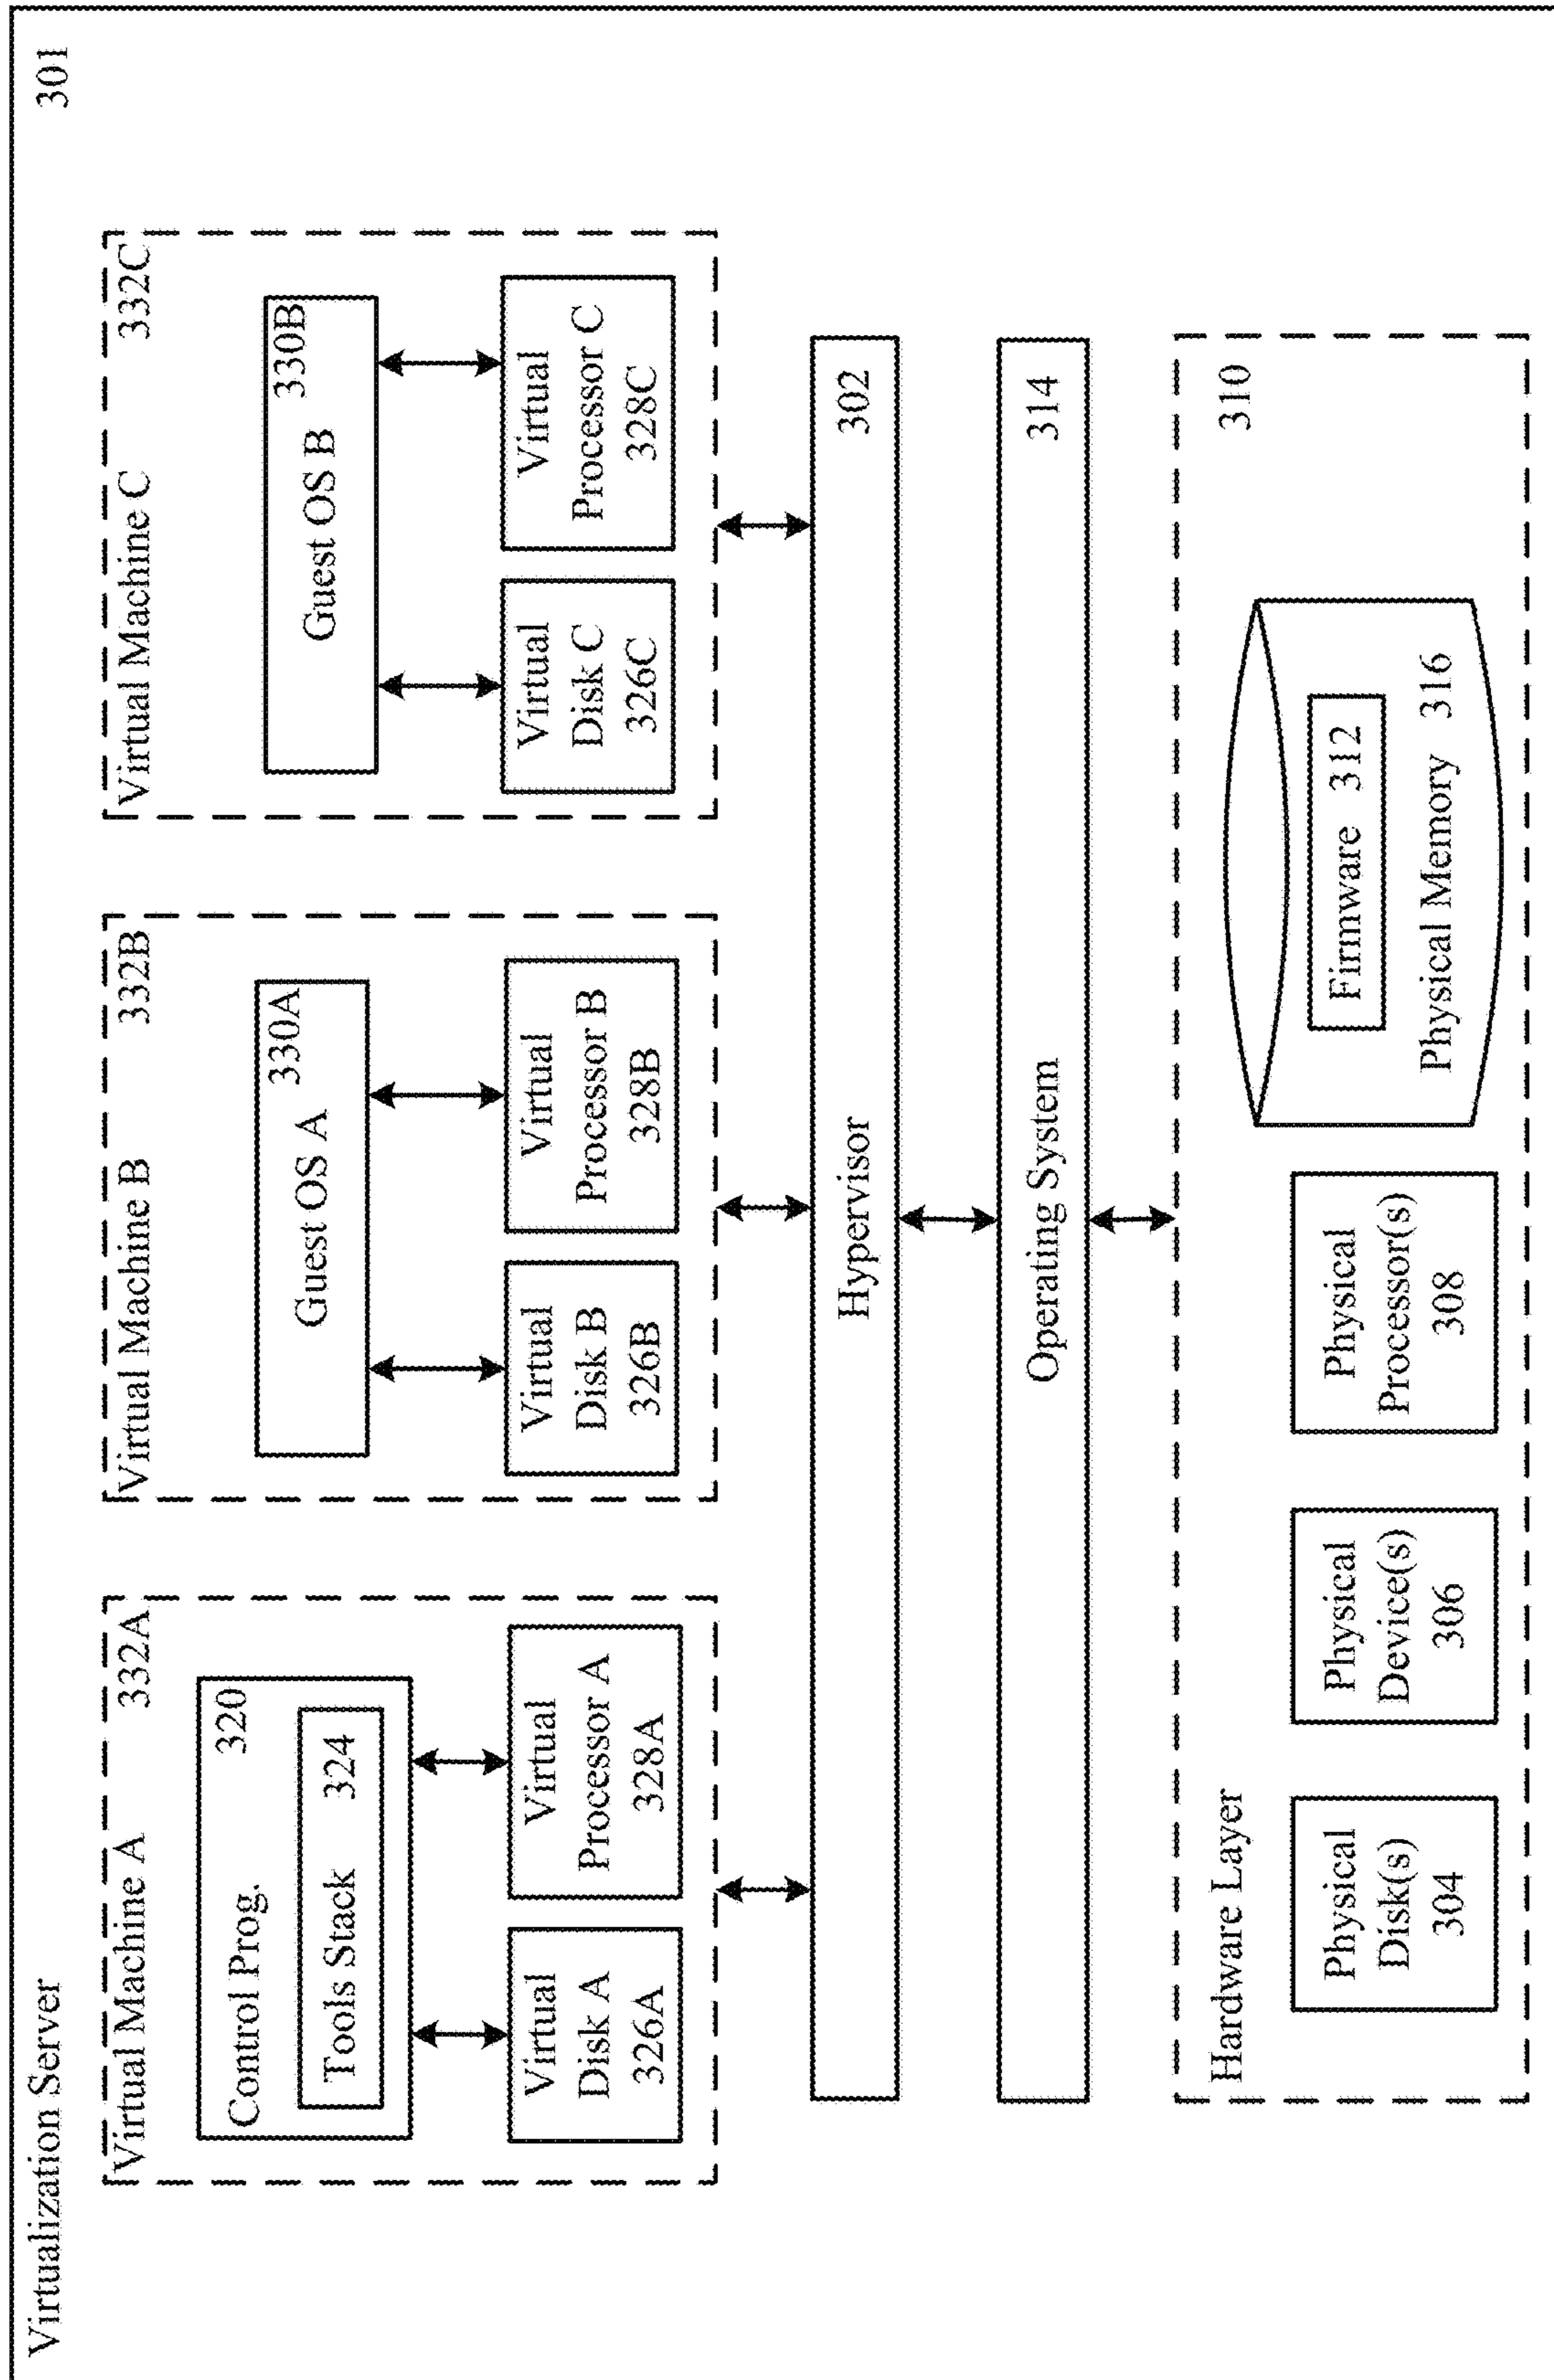 Virtualization Server
301
Virtual Machine A
332A
Control Prog.
320
Tools Stack 324
Virtual
Disk A
326A
Virtual
Processor A
328A
Virtual Machine B
332B
330A
Guest OS A
Virtual
Disk B
326B
Virtual
Processor B
328B
Virtual Machine C
332C
330B
Guest OS B
Virtual
Disk C
326C
Virtual
Processor C
328C
Hypervisor
302
Operating System
314
Hardware Layer
310
Physical
Disk(s)
304
Physical
Device(s)
306
Physical
Processor(s)
308
Firmware 312
Physical Memory 316